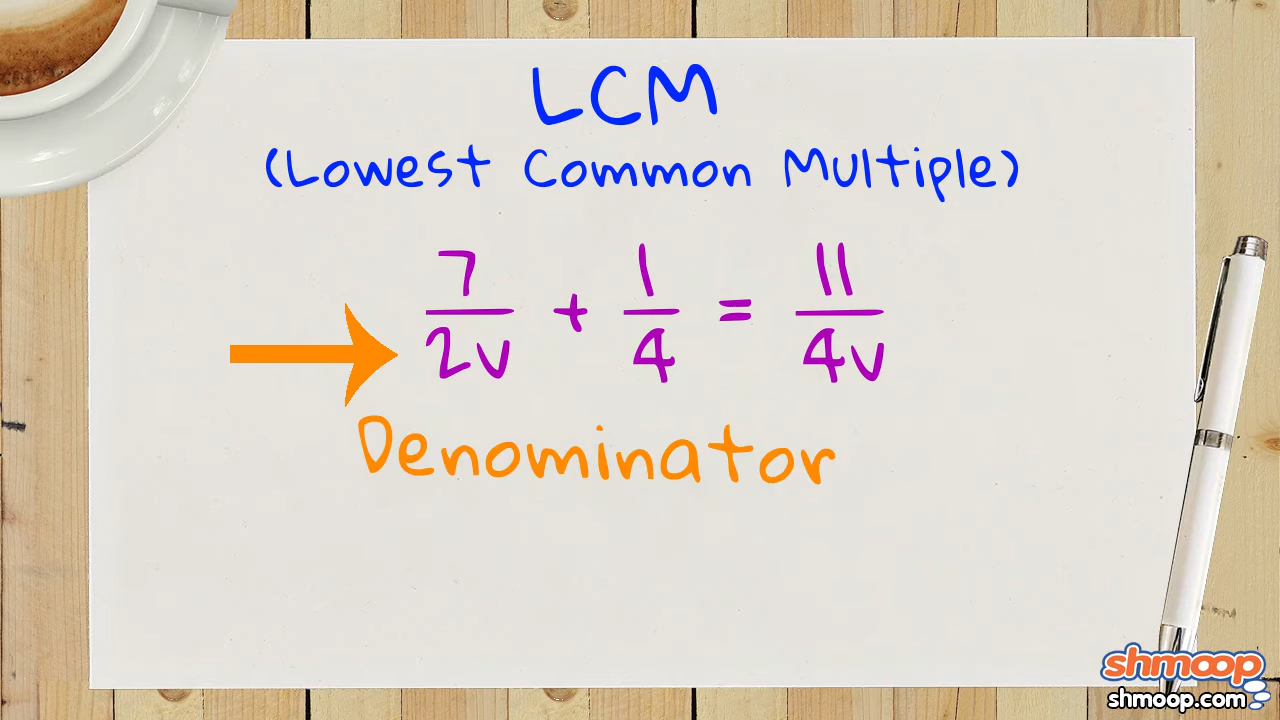 LCM
(Lowest Common Multiple)
7/2v + 1/4 = 11/4v
Denominator
shmoop
shmoop.com